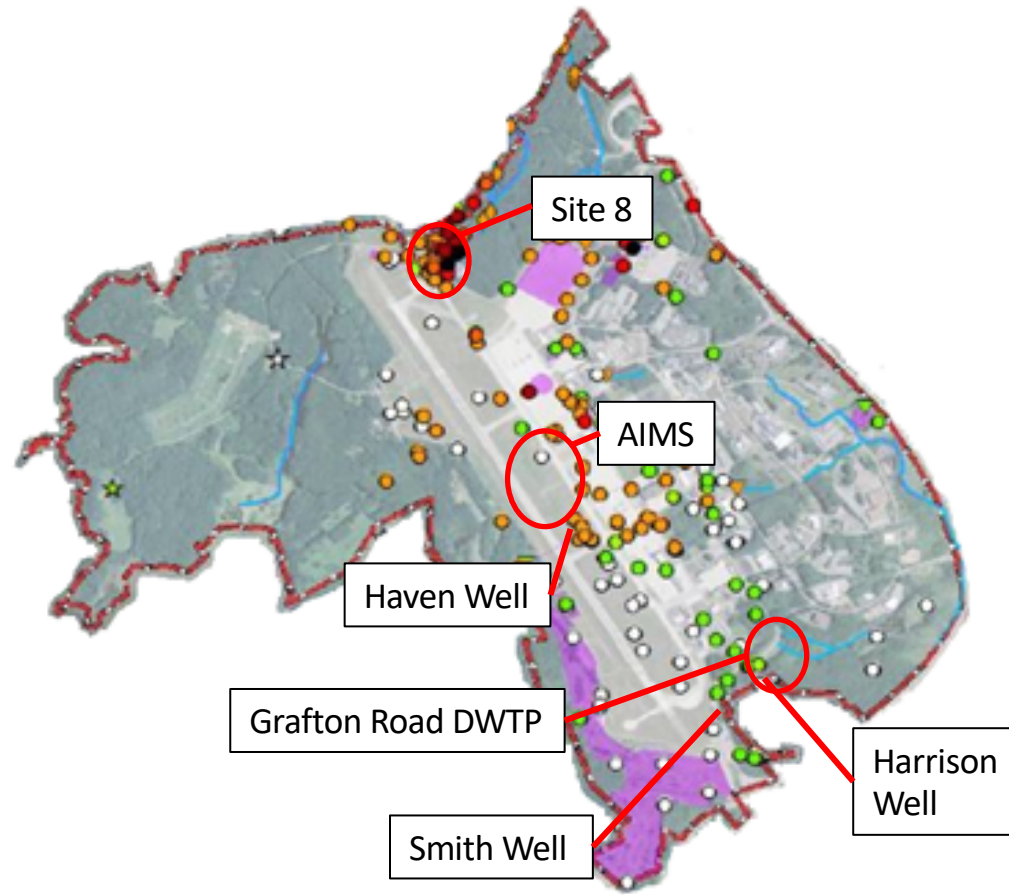 Site 8
AIMS
Haven Well
Grafton Road DWTP
Harrison
Well
Smith Well